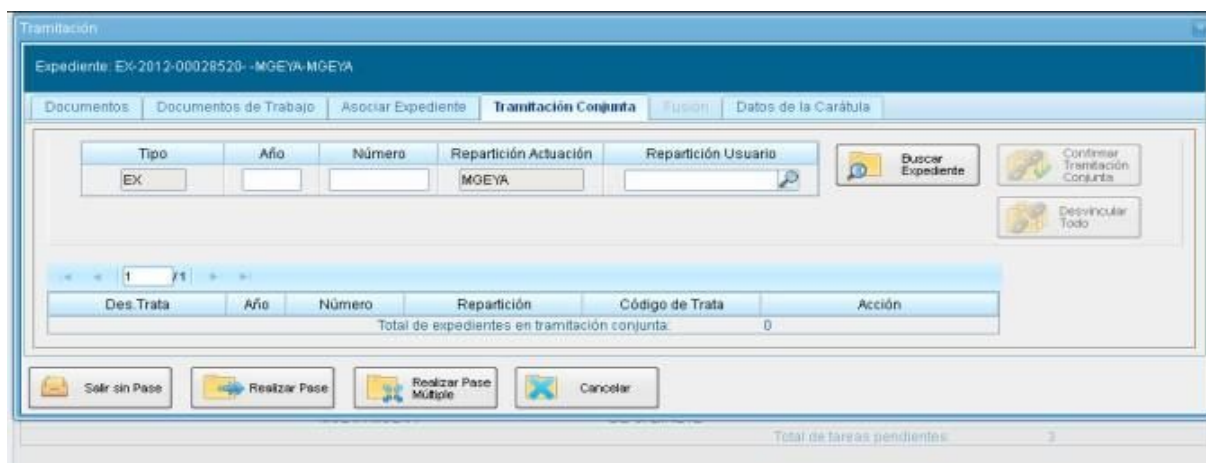 Tramitación
Expediente: EX-2012-00028520- -MGEYA-MGEYA
Documentos Documentos de Trabajo Asociar Expediente Tramitación Conjunta Fusión Datos de la Carátula
Tipo Año Número Repartición Actuación Repartición Usuario
EX MGEYA
Buscar Expediente
Confirmar Tramitación Conjunta
Desvincular Todo
1 /1
Des.Trata Año Número Repartición Código de Trata Acción
Total de expedientes en tramitación conjunta: 0
Salir sin Pase Realizar Pase Realizar Pase Múltiple Cancelar
Total de tareas pendientes: 3